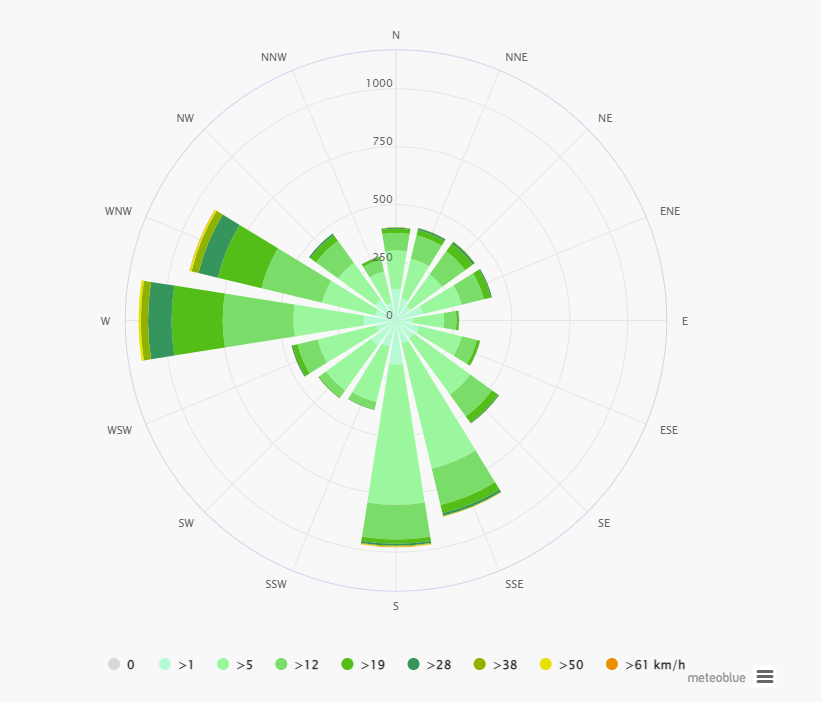 N
NNW
NNE
1000
NW
NE
750
500
WNW
ENE
250
0
W
E
WSW
ESE
SW
SE
SSW
SSE
S
0 >1 >5 >12 >19 >28 >38 >50 >61 km/h
meteoblue